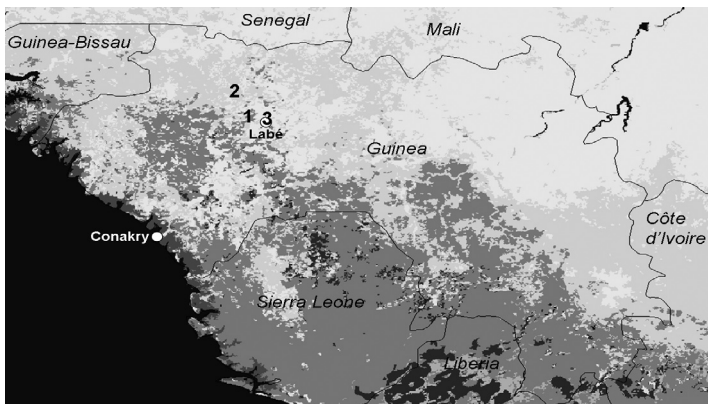 Senegal
Mali
Guinea-Bissau
2
1 3
Labé
Guinea
Côte
d'Ivoire
Conakry
Sierra Leone
Liberia